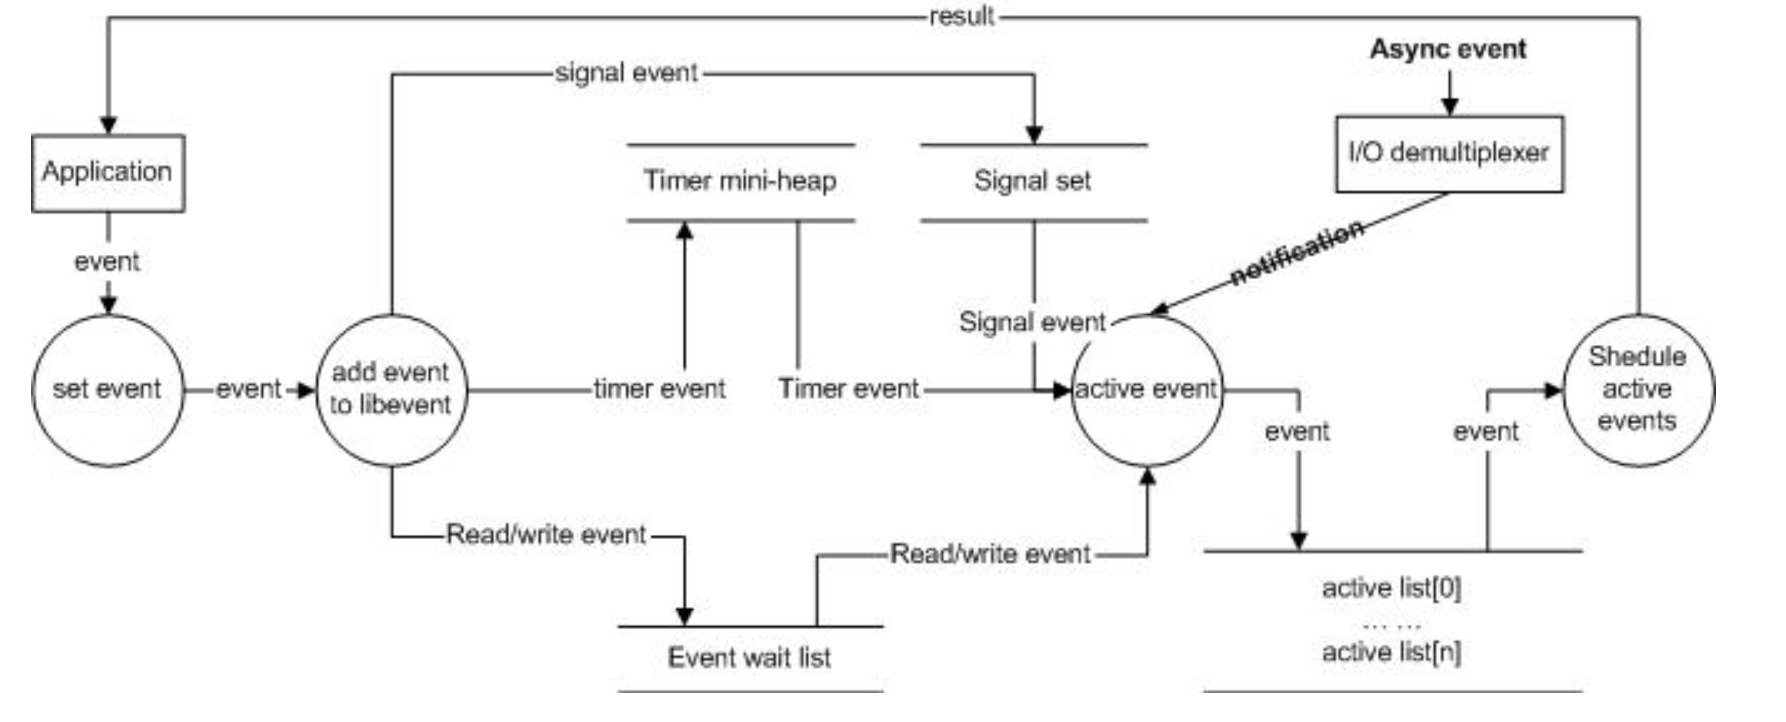 result
signal event
Async event
Application
Timer mini-heap
Signal set
I/O demultiplexer
event
notification
Signal event
set event
event
add event
to libevent
timer event
Timer event
active event
event
event
Shedule
active
events
Read/write event
Read/write event
Event wait list
active list[0]
... ...
active list[n]